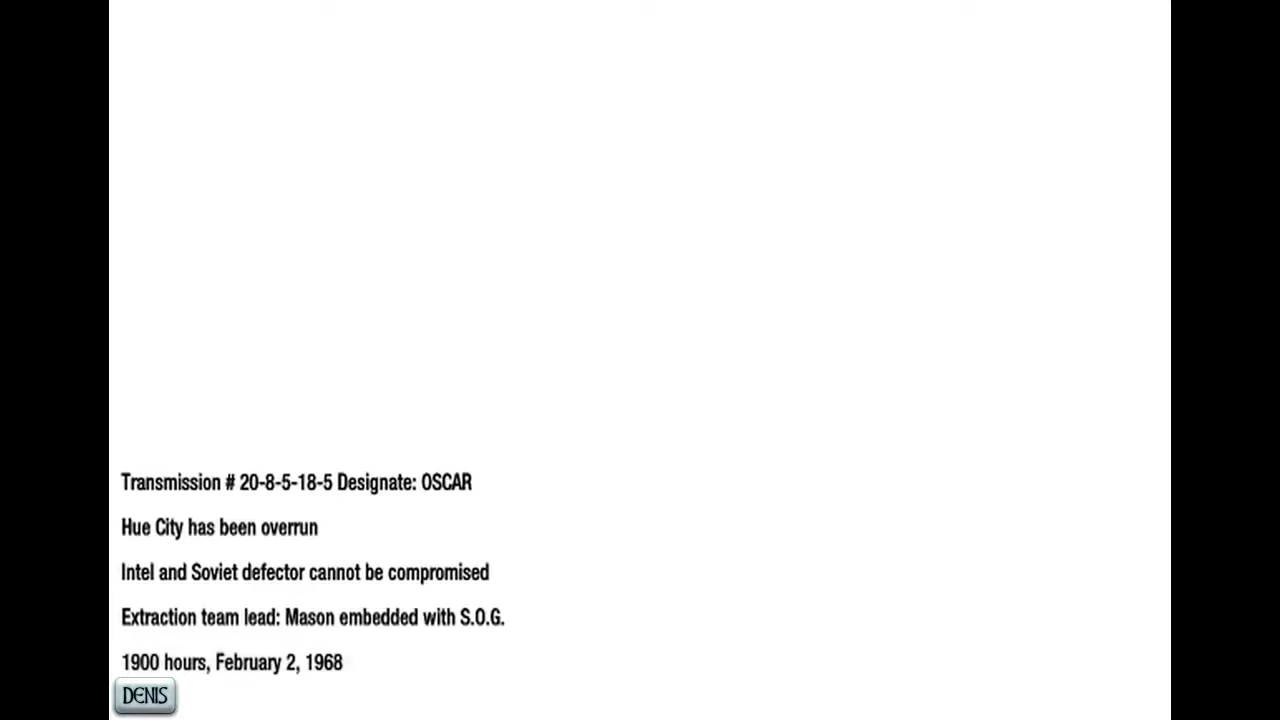 Transmission # 20-8-5-18-5 Designate: OSCAR
Hue City has been overrun
Intel and Soviet defector cannot be compromised
Extraction team lead: Mason embedded with S.O.G.
1900 hours, February 2, 1968
DENIS